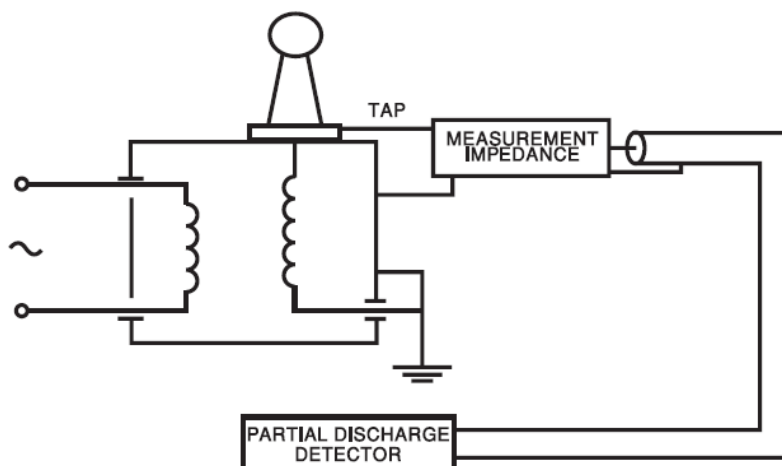 TAP
MEASUREMENT
IMPEDANCE
PARTIAL DISCHARGE
DETECTOR